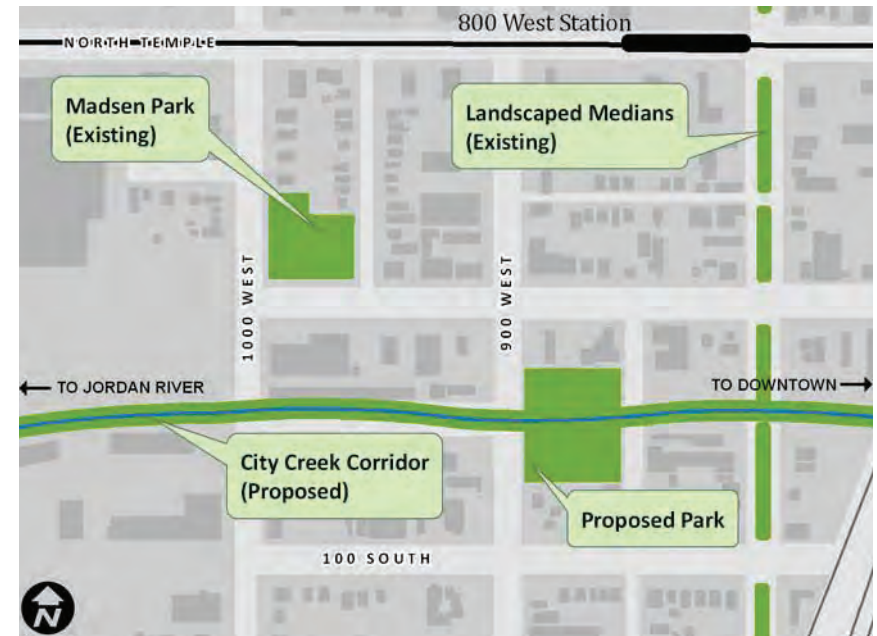 800 West Station
NORTH TEMPLE
Madsen Park
(Existing)
Landscaped Medians
(Existing)
1000 WEST
900 WEST
← TO JORDAN RIVER
TO DOWNTOWN →
City Creek Corridor
(Proposed)
Proposed Park
100 SOUTH
N